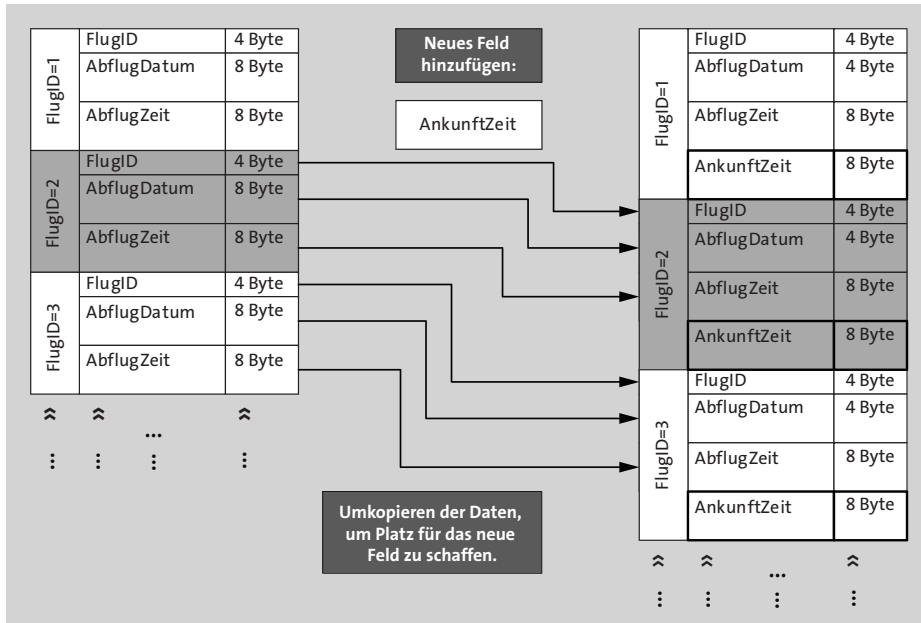 FlugID=1
FlugID 4 Byte
AbflugDatum 8 Byte
AbflugZeit 8 Byte
FlugID=2
FlugID 4 Byte
AbflugDatum 8 Byte
AbflugZeit 8 Byte
FlugID=3
FlugID 4 Byte
AbflugDatum 8 Byte
AbflugZeit 8 Byte
...
Neues Feld
hinzufügen:
AnkunftZeit
Umkopieren der Daten,
um Platz für das neue
Feld zu schaffen.
FlugID=1
FlugID 4 Byte
AbflugDatum 4 Byte
AbflugZeit 8 Byte
AnkunftZeit 8 Byte
FlugID=2
FlugID 4 Byte
AbflugDatum 4 Byte
AbflugZeit 8 Byte
AnkunftZeit 8 Byte
FlugID=3
FlugID 4 Byte
AbflugDatum 4 Byte
AbflugZeit 8 Byte
AnkunftZeit 8 Byte
...